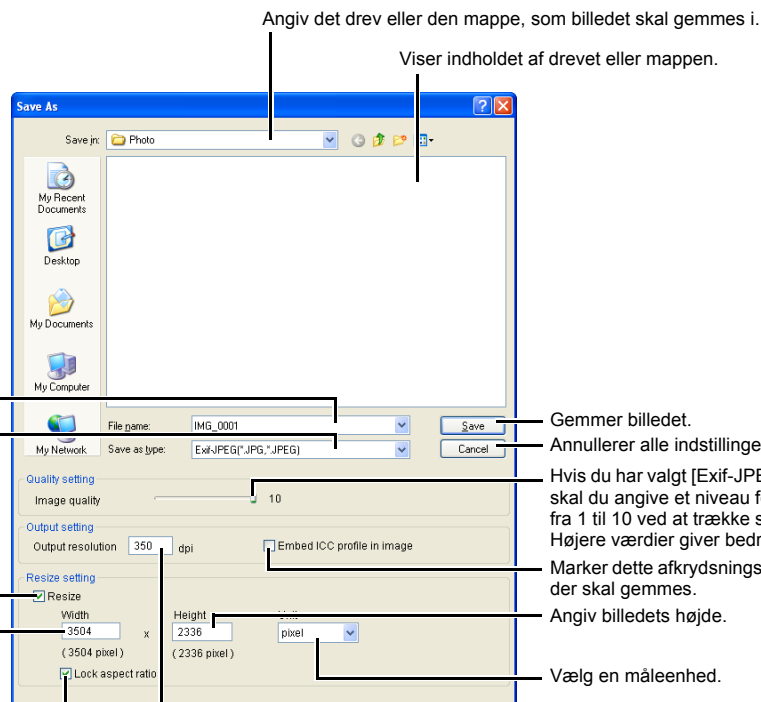 Angiv det drev eller den mappe, som billedet skal gemmes i.
Viser indholdet af drevet eller mappen.
Save As
Save in: Photo
My Recent
Documents
Desktop
My Documents
My Computer
My Network
File name: IMG_0001 Save
Save as type: Exif-JPEG(*.JPG,*.JPEG) Cancel
Gemmer billedet.
Annullerer alle
Quality setting
Image quality 10
Hvis du har valgt
skal du angive et niveau
fra 1 til 10 ved at trække
Højere værdier giver
Output setting
Output resolution 350 dpi Embed ICC profile in image
Marker dette
der skal gemmes.
Resize setting
Resize
Width Height
3504 x 2336 pixel
(3504 pixel) (2336 pixel)
Lock aspect ratio
Angiv billedets højde.
Vælg en måleenhed.